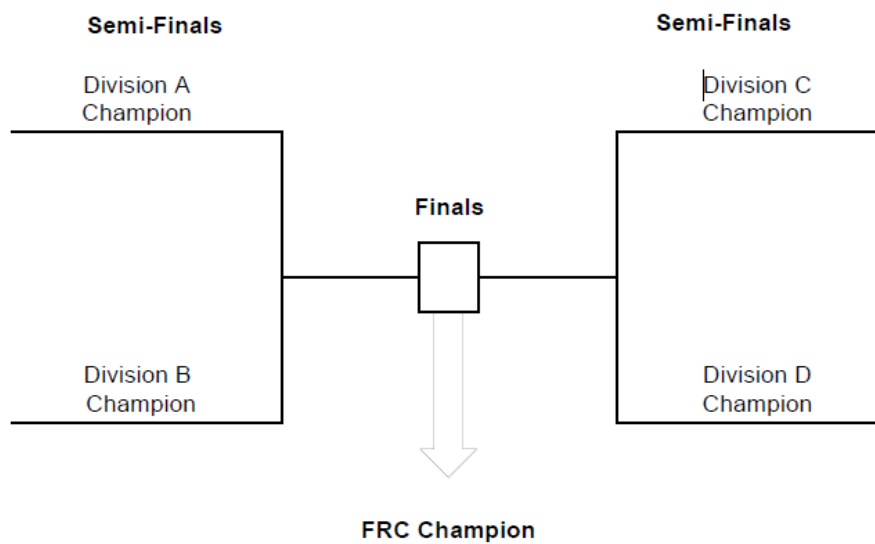 Semi-Finals
Semi-Finals
Division A
Champion
Division C
Champion
Finals
Division B
Champion
Division D
Champion
FRC Champion